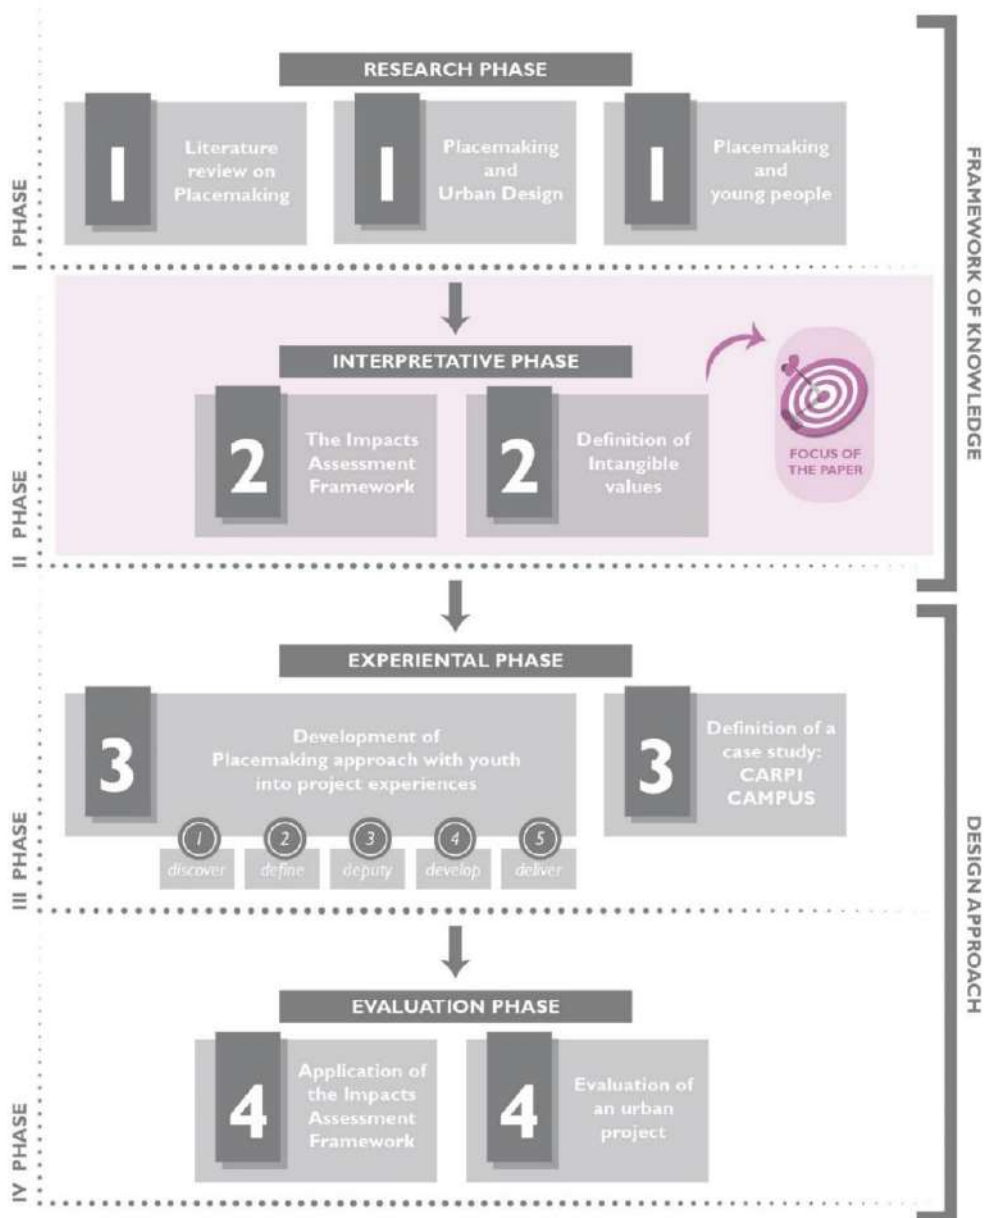 RESEARCH PHASE
1
Literature
review on
Placemaking
1
Placemaking
and
Urban Design
1
Placemaking
and
young people
I PHASE
FRAMEWORK OF KNOWLEDGE
INTERPRETATIVE PHASE
2
The Impacts
Assessment
Framework
2
Definition of
Intangible
values
FOCUS OF
THE PAPER
II PHASE
EXPERIENTAL PHASE
3
Development of
Placemaking approach with youth
into project experiences
1
discover
2
define
3
deputy
4
develop
5
deliver
3
Definition of a
case study:
CARPI
CAMPUS
III PHASE
DESIGN APPROACH
EVALUATION PHASE
4
Application of
the Impacts
Assessment
Framework
4
Evaluation of
an urban
project
IV PHASE